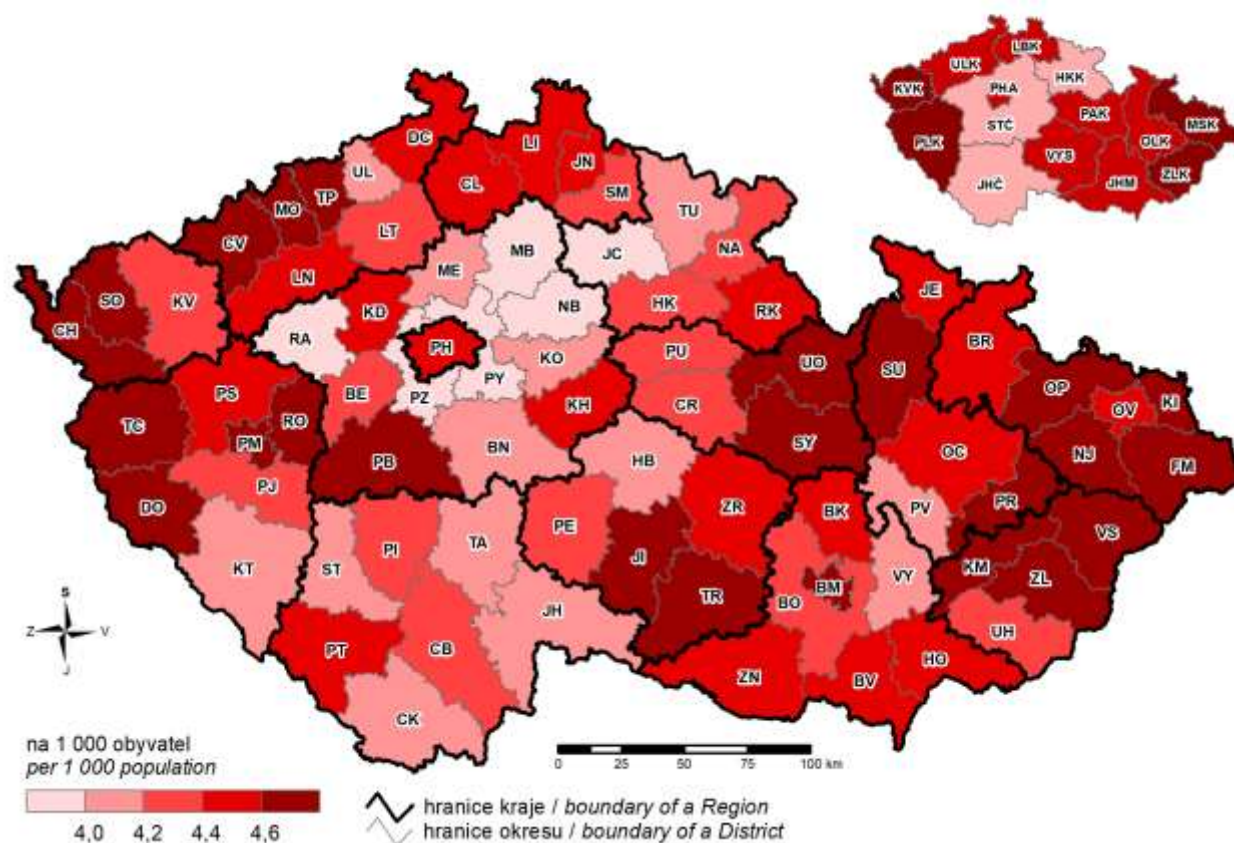 LBK
ULK
HKK
KVK
PHA
PAK
STČ
MSK
OLK
PLK
VYS
ZLK
JHM
JHČ
DC
LI
JN
CL
UL
SM
TP
MO
TU
LT
CV
MB
JC
NA
ME
LN
SO
KV
JE
CH
KD
NB
HK
RK
RA
BR
PH
KO
PU
UO
SU
OP
PY
BE
PZ
PS
KI
OV
KH
CR
RO
TC
PM
BN
SY
OC
NJ
FM
PB
HB
PJ
PR
DO
ZR
BK
PV
VS
PE
TA
PI
JI
KT
ST
KM
ZL
VY
BM
TR
BO
JH
UH
S
Z V
J
PT
CB
HO
ZN
BV
CK
na 1 000 obyvatel
per 1 000 population
4,0 4,2 4,4 4,6
0 25 50 75 100 km
hranice kraje / boundary of a Region
hranice okresu / boundary of a District